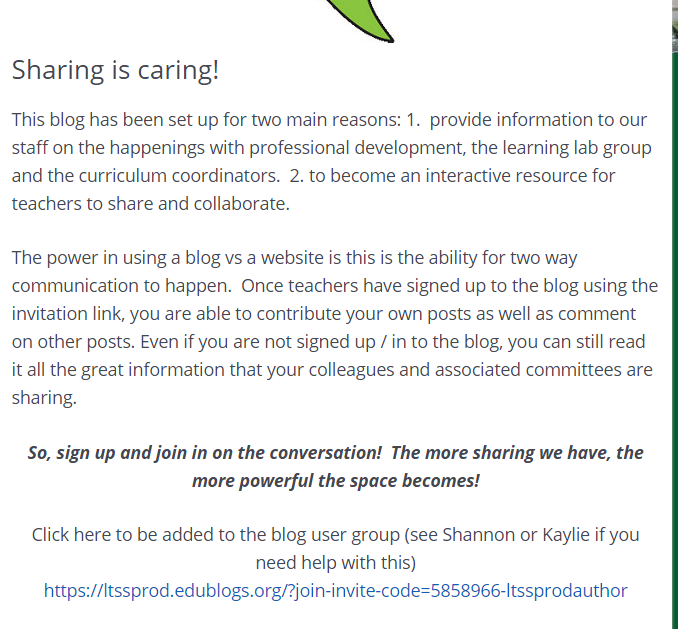 Sharing is caring!
This blog has been set up for two main reasons: 1.  provide information to our
staff on the happenings with professional development, the learning lab group
and the curriculum coordinators.  2. to become an interactive resource for
teachers to share and collaborate.
The power in using a blog vs a website is this is the ability for two way
communication to happen.  Once teachers have signed up to the blog using the
invitation link, you are able to contribute your own posts as well as comment
on other posts. Even if you are not signed up / in to the blog, you can still read
it all the great information that your colleagues and associated committees are
sharing.
So, sign up and join in on the conversation!  The more sharing we have, the
more powerful the space becomes!
Click here to be added to the blog user group (see Shannon or Kaylie if you
need help with this)
https://ltssprod.edublogs.org/?join-invite-code=5858966-ltssprodauthor